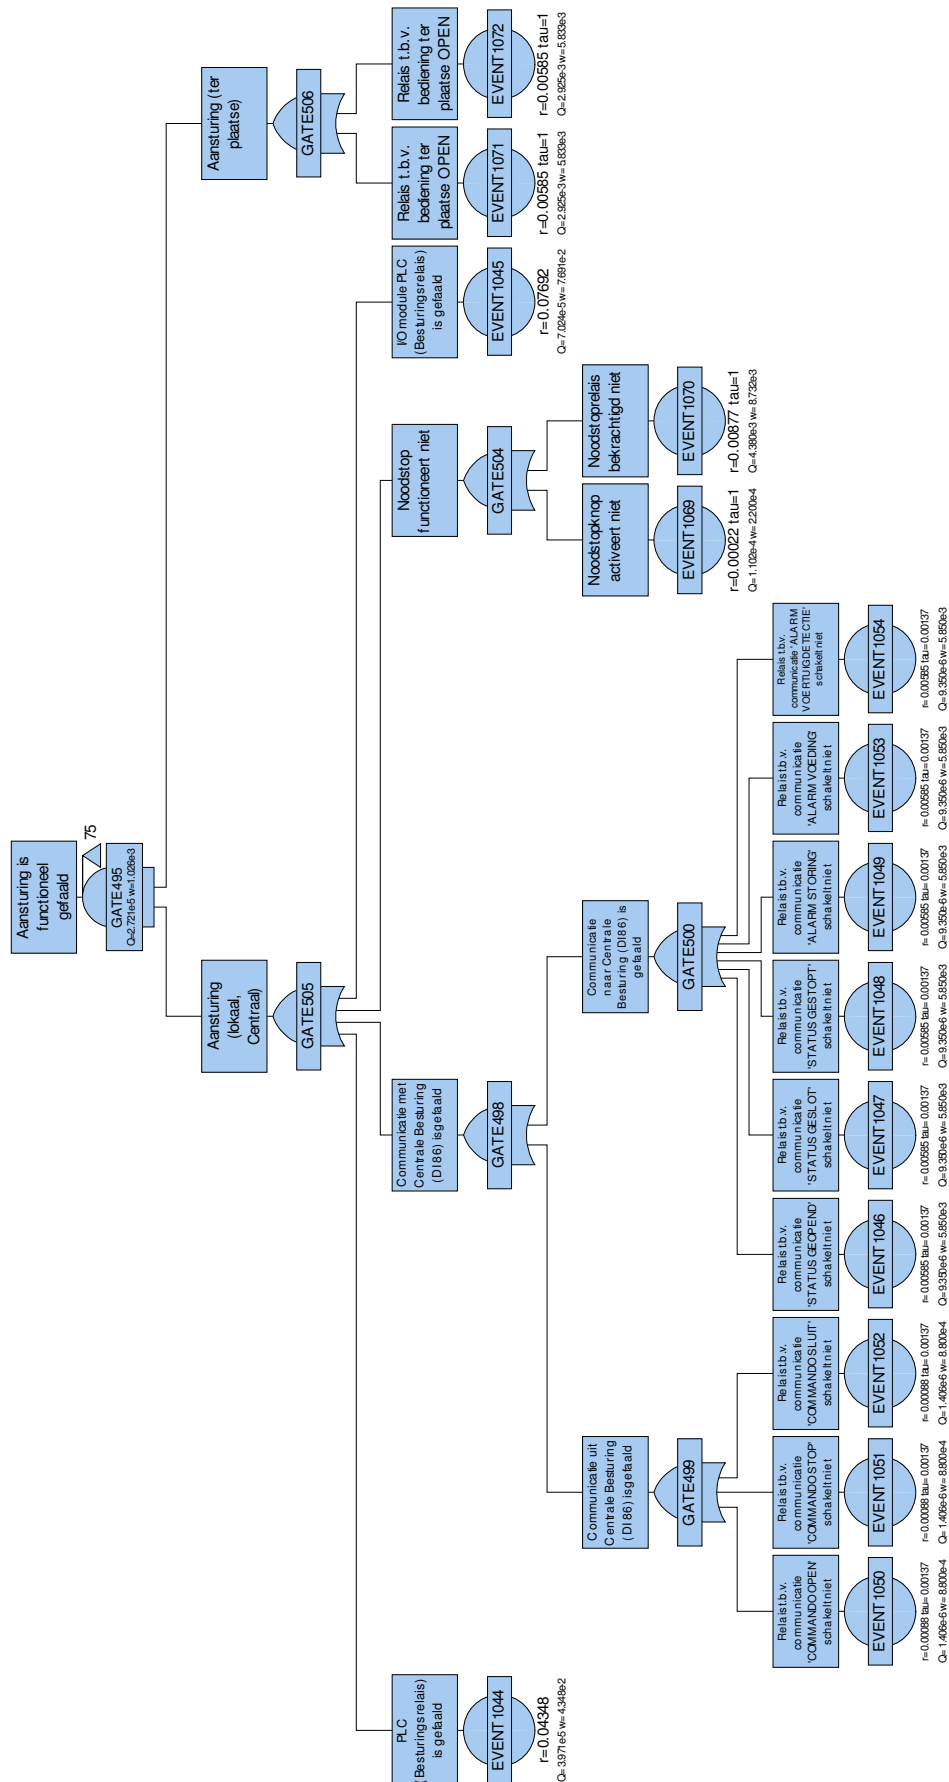 Aansturing is
functioneel
gefaald
GATE495
Q=2.721e-5 w=1.026e-3
75
Aansturing
(lokaal,
Centraal)
GATE505
Aansturing (ter
plaatse)
GATE506
PLC
(Besturingsrelais)
is gefaald
EVENT1044
r=0.04348
Q=3.971e-5 w=4.348e-2
Communicatie met
Centrale Besturing
(DI86) is gefaald
GATE498
Noodstop
functioneert niet
GATE504
I/O module PLC
(Besturingsrelais)
is gefaald
EVENT1045
r=0.07692
Q=7.024e-5 w=7.691e-2
Relais t.b.v.
bediening ter
plaatse OPEN
EVENT1071
r=0.00585 tau=1
Q=2.925e-3 w=5.833e-3
Relais t.b.v.
bediening ter
plaatse OPEN
EVENT1072
r=0.00585 tau=1
Q=2.925e-3 w=5.833e-3
Communicatie uit
Centrale Besturing
(DI86) is gefaald
GATE499
Communicatie
naar Centrale
Besturing (DI86) is
gefaald
GATE500
Noodstopknop
activeert niet
EVENT1069
r=0.00022 tau=1
Q=1.102e-4 w=2.200e-4
Noodstoprelais
bekrachtigd niet
EVENT1070
r=0.00877 tau=1
Q=4.380e-3 w=8.732e-3
Relais t.b.v.
communicatie
'COMMANDO OPEN'
schakelt niet
EVENT1050
r=0.00088 tau=0.00137
Q=1.406e-6 w=8.800e-4
Relais t.b.v.
communicatie
'COMMANDO STOP'
schakelt niet
EVENT1051
r=0.00088 tau=0.00137
Q=1.406e-6 w=8.800e-4
Relais t.b.v.
communicatie
'COMMANDO SLUIT'
schakelt niet
EVENT1052
r=0.00088 tau=0.00137
Q=1.406e-6 w=8.800e-4
Relais t.b.v.
communicatie
'STATUS GEOPEND'
schakelt niet
EVENT1046
r=0.00585 tau=0.00137
Q=9.350e-6 w=5.850e-3
Relais t.b.v.
communicatie
'STATUS GESLOT'
schakelt niet
EVENT1047
r=0.00585 tau=0.00137
Q=9.350e-6 w=5.850e-3
Relais t.b.v.
communicatie
'STATUS GESTOPT'
schakelt niet
EVENT1048
r=0.00585 tau=0.00137
Q=9.350e-6 w=5.850e-3
Relais t.b.v.
communicatie
'ALARM STORING'
schakelt niet
EVENT1049
r=0.00585 tau=0.00137
Q=9.350e-6 w=5.850e-3
Relais t.b.v.
communicatie
'ALARM VOEDING'
schakelt niet
EVENT1053
r=0.00585 tau=0.00137
Q=9.350e-6 w=5.850e-3
Relais t.b.v.
communicatie 'ALARM
VOERTUIGDETECTIE'
schakelt niet
EVENT1054
r=0.00585 tau=0.00137
Q=9.350e-6 w=5.850e-3